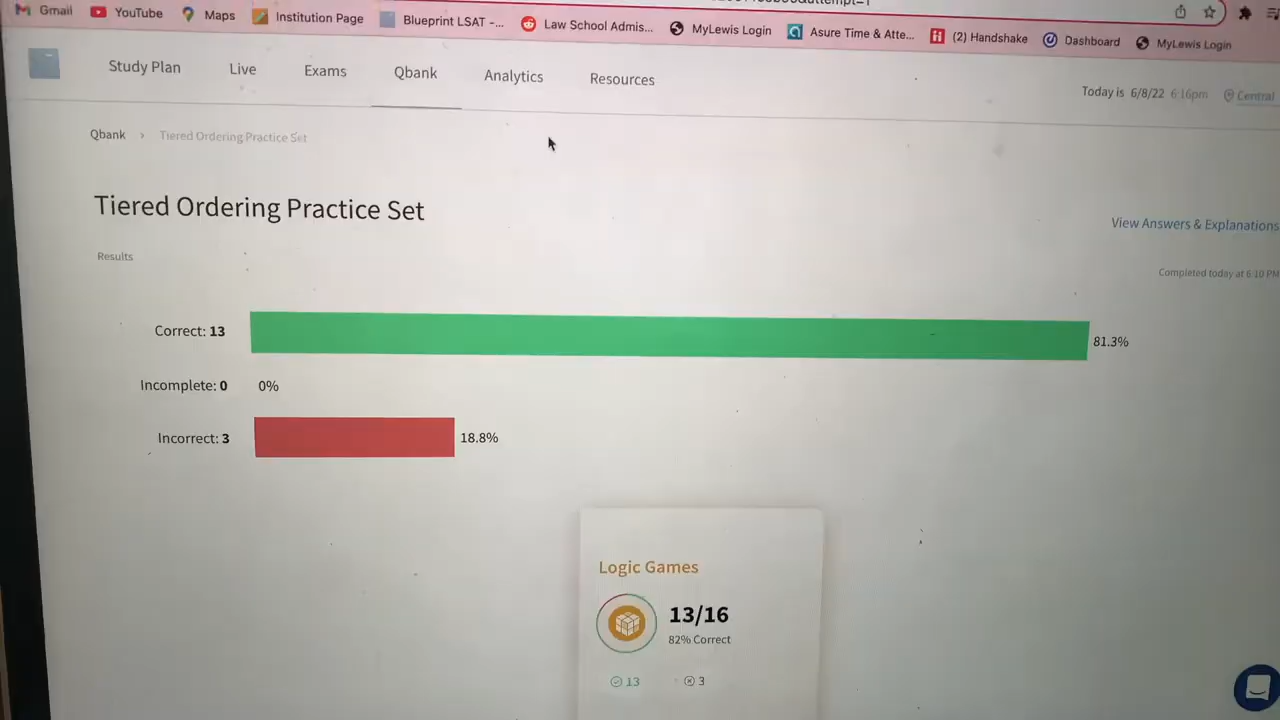 attempt=1
Gmail YouTube Maps Institution Page Blueprint LSAT -... Law School Admis... MyLewis Login Asure Time & Atte... (2) Handshake Dashboard MyLewis Login
Study Plan Live Exams Qbank Analytics Resources
Today is 6/8/22 6:16pm Central
Qbank > Tiered Ordering Practice Set
Tiered Ordering Practice Set
View Answers & Explanations
Results
Completed today at 6:10 PM
Correct: 13 81.3%
Incomplete: 0 0%
Incorrect: 3 18.8%
Logic Games
13/16
82% Correct
13 3